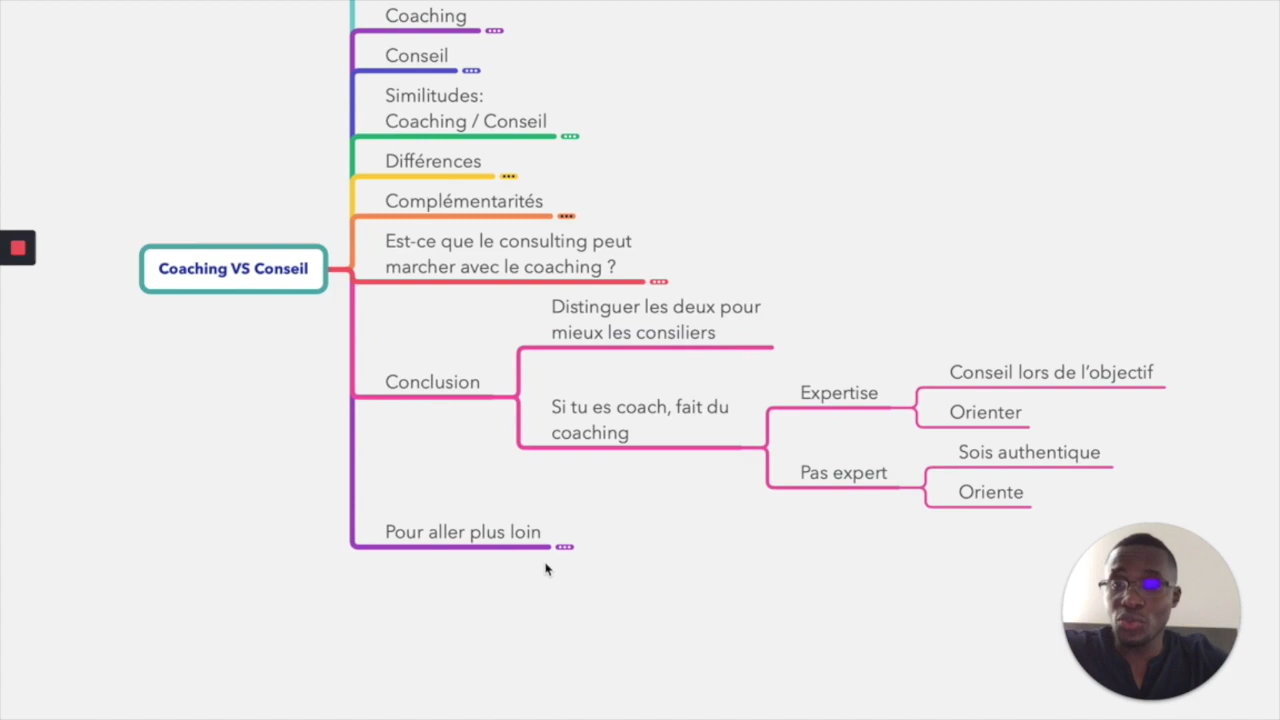 Coaching
Conseil
Similitudes:
Coaching / Conseil
Différences
Complémentarités
Est-ce que le consulting peut
marcher avec le coaching ?
Coaching VS Conseil
Distinguer les deux pour
mieux les consiliers
Conclusion
Si tu es coach, fait du
coaching
Expertise
Conseil lors de l’objectif
Orienter
Pas expert
Sois authentique
Oriente
Pour aller plus loin